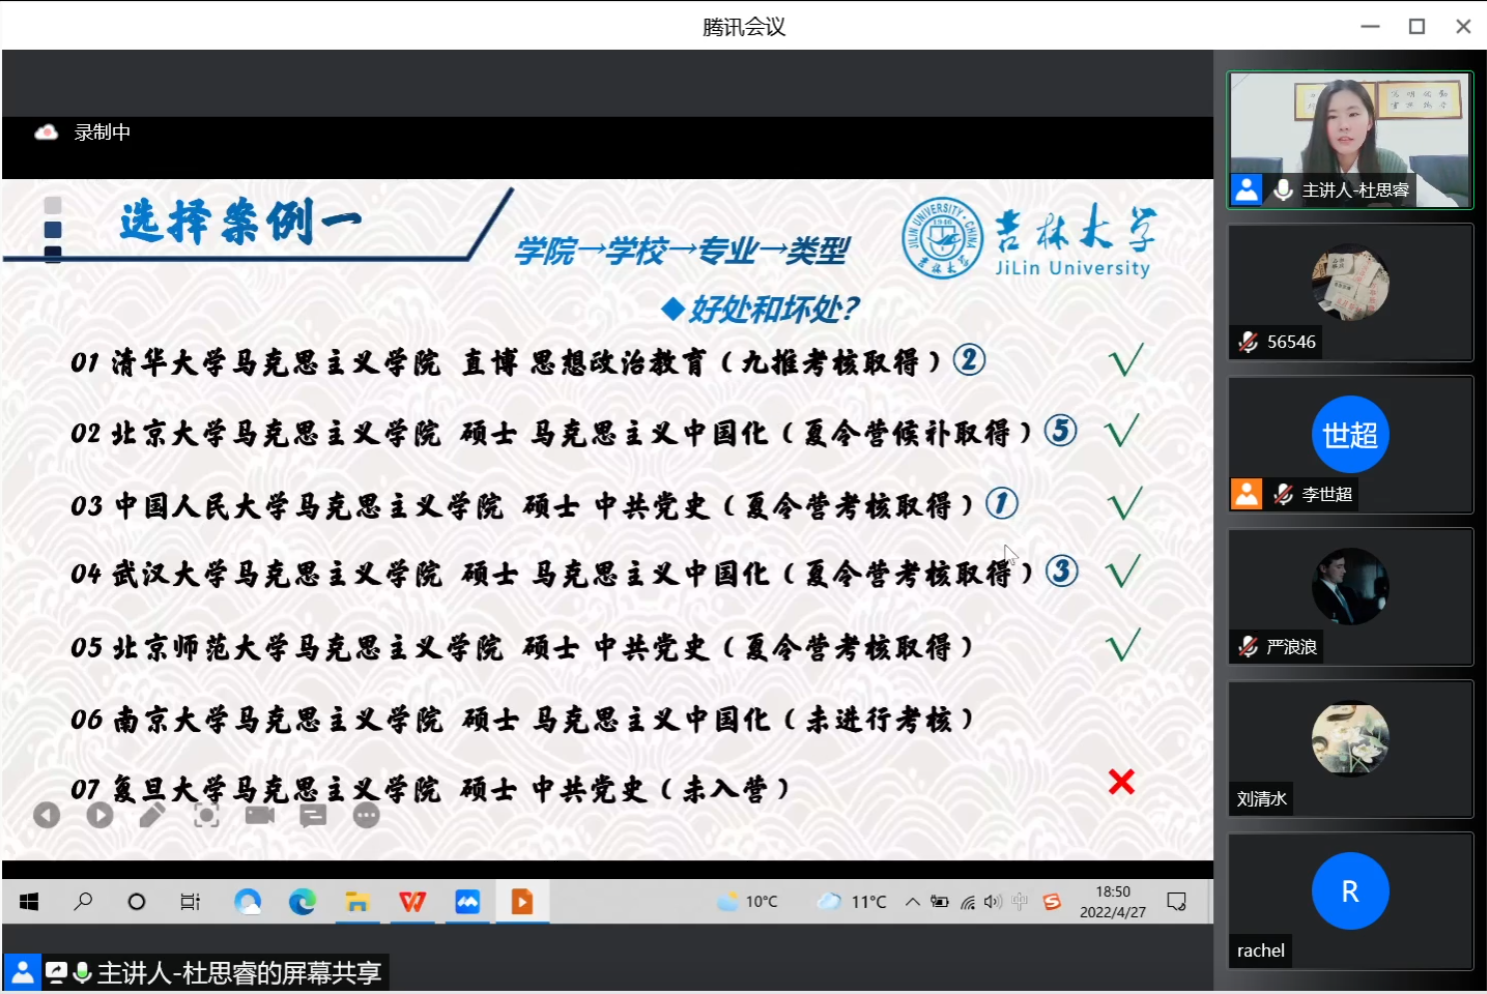 腾讯会议
录制中
选择案例一
学院→学校→专业→类型
吉林大学
JiLin University
JILIN UNIVERSITY CHINA
1946
◆好处和坏处?
01 清华大学马克思主义学院 直博 思想政治教育（九推考核取得）② √
02 北京大学马克思主义学院 硕士 马克思主义中国化（夏令营候补取得）⑤ √
03 中国人民大学马克思主义学院 硕士 中共党史（夏令营考核取得）① √
04 武汉大学马克思主义学院 硕士 马克思主义中国化（夏令营考核取得）③ √
05 北京师范大学马克思主义学院 硕士 中共党史（夏令营考核取得） √
06 南京大学马克思主义学院 硕士 马克思主义中国化（未进行考核）
07 复旦大学马克思主义学院 硕士 中共党史（未入营） ×
10°C
11°C
中
18:50
2022/4/27
主讲人-杜思睿的屏幕共享
主讲人-杜思睿
56546
世超
李世超
严浪浪
刘清水
R
rachel